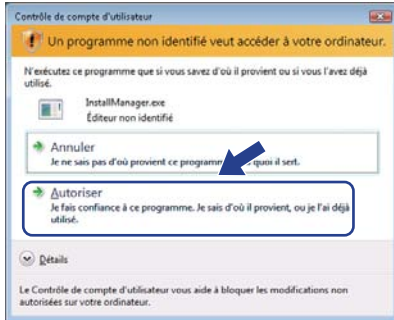 Contrôle de compte d'utilisateur
Un programme non identifié veut accéder à votre ordinateur.
N'exécutez ce programme que si vous savez d'où il provient ou si vous l'avez déjà
utilisé.
InstallManager.exe
Éditeur non identifié
Annuler
Je ne sais pas d'où provient ce programme quoi il sert.
Autoriser
Je fais confiance à ce programme. Je sais d'où il provient, ou je l'ai déjà
utilisé.
Détails
Le Contrôle de compte d'utilisateur vous aide à bloquer les modifications non
autorisées sur votre ordinateur.